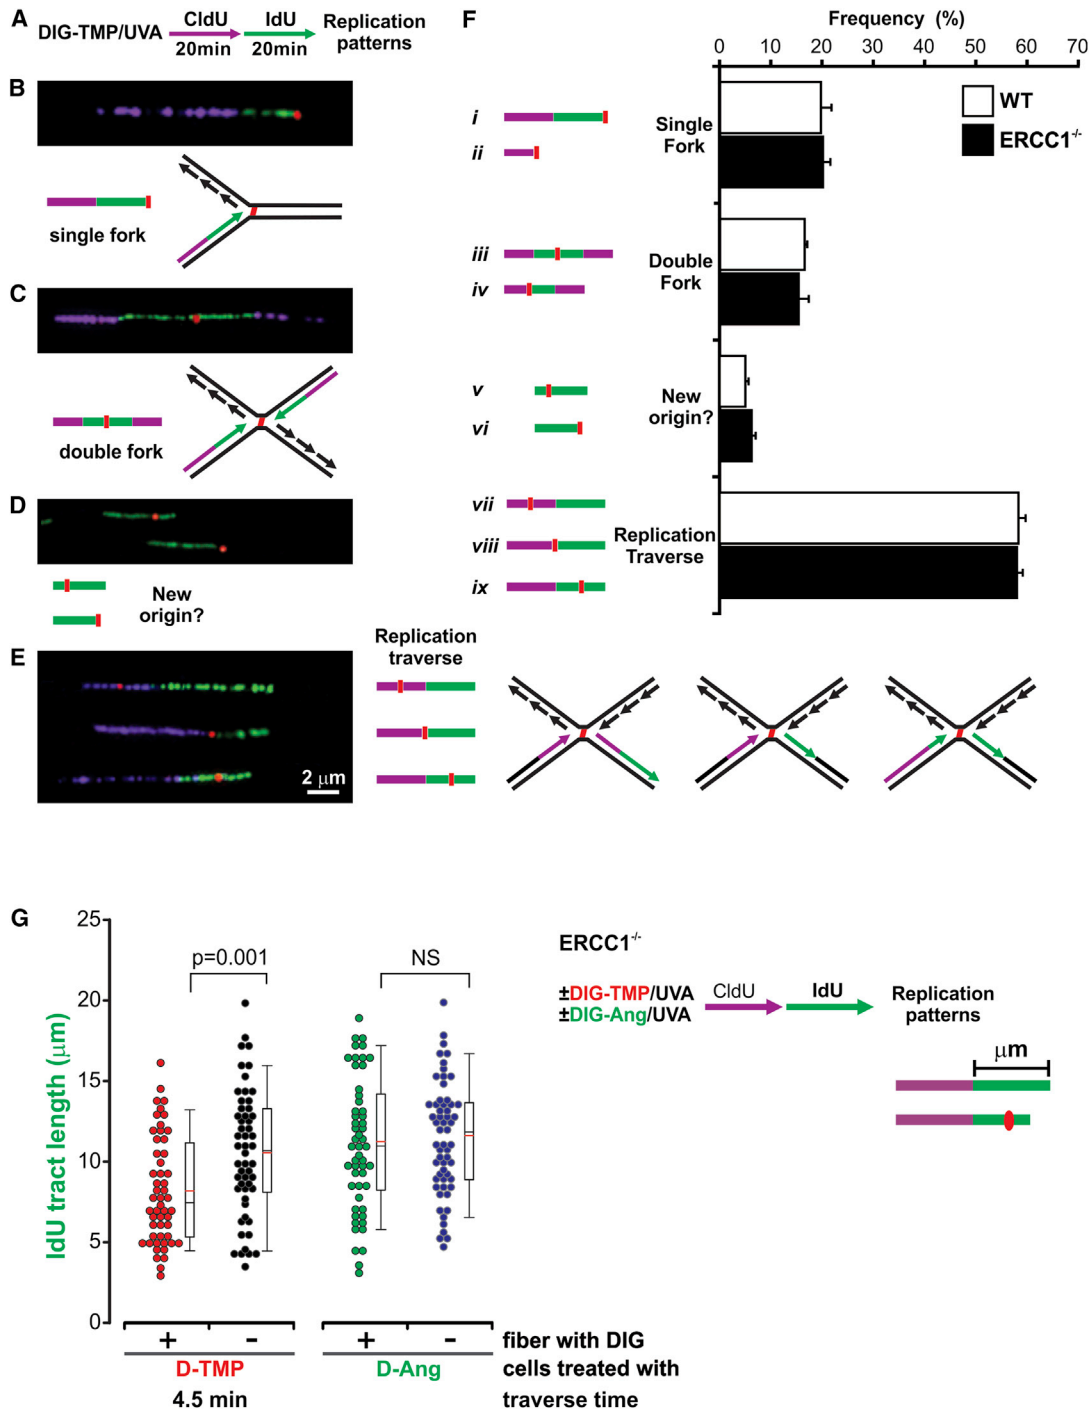 A
DIG-TMP/UVA
CldU
20min
IdU
20min
Replication
patterns
B
single fork
C
double fork
D
New
origin?
E
2 μm
Replication
traverse
F
Frequency (%)
0 10 20 30 40 50 60 70
WT
ERCC1-/-
i
ii
Single
Fork
iii
iv
Double
Fork
v
vi
New
origin?
vii
viii
ix
Replication
Traverse
G
IdU tract length (μm)
25
20
15
10
5
0
p=0.001
NS
+ - + -
fiber with DIG
D-TMP D-Ang cells treated with
4.5 min traverse time
ERCC1-/-
±DIG-TMP/UVA
±DIG-Ang/UVA
CldU
IdU
Replication
patterns
μm